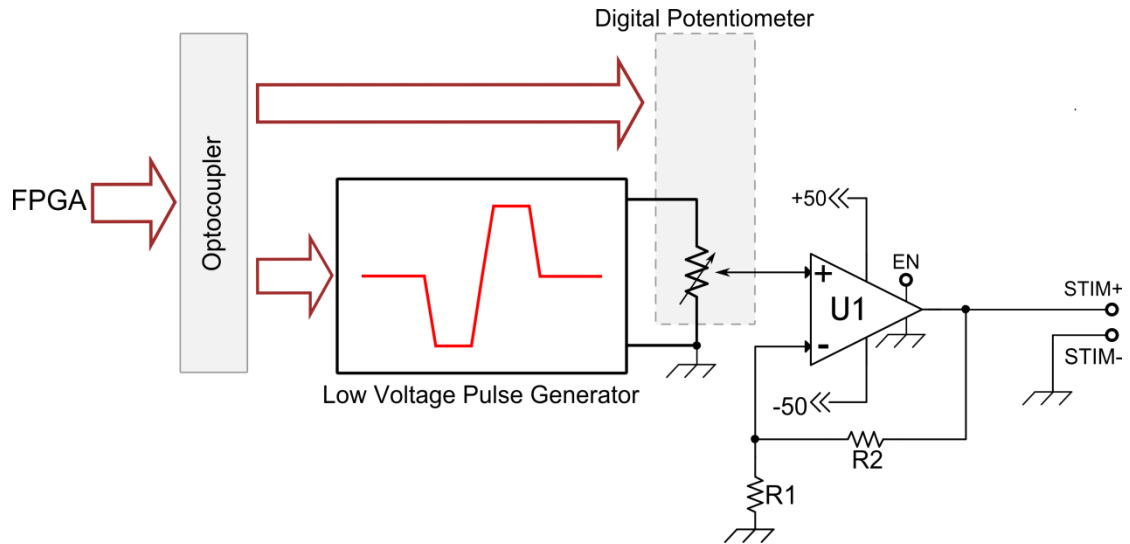 Digital Potentiometer
FPGA
Optocoupler
+50
EN
+
U1
-
STIM+
STIM-
-50
Low Voltage Pulse Generator
R2
R1